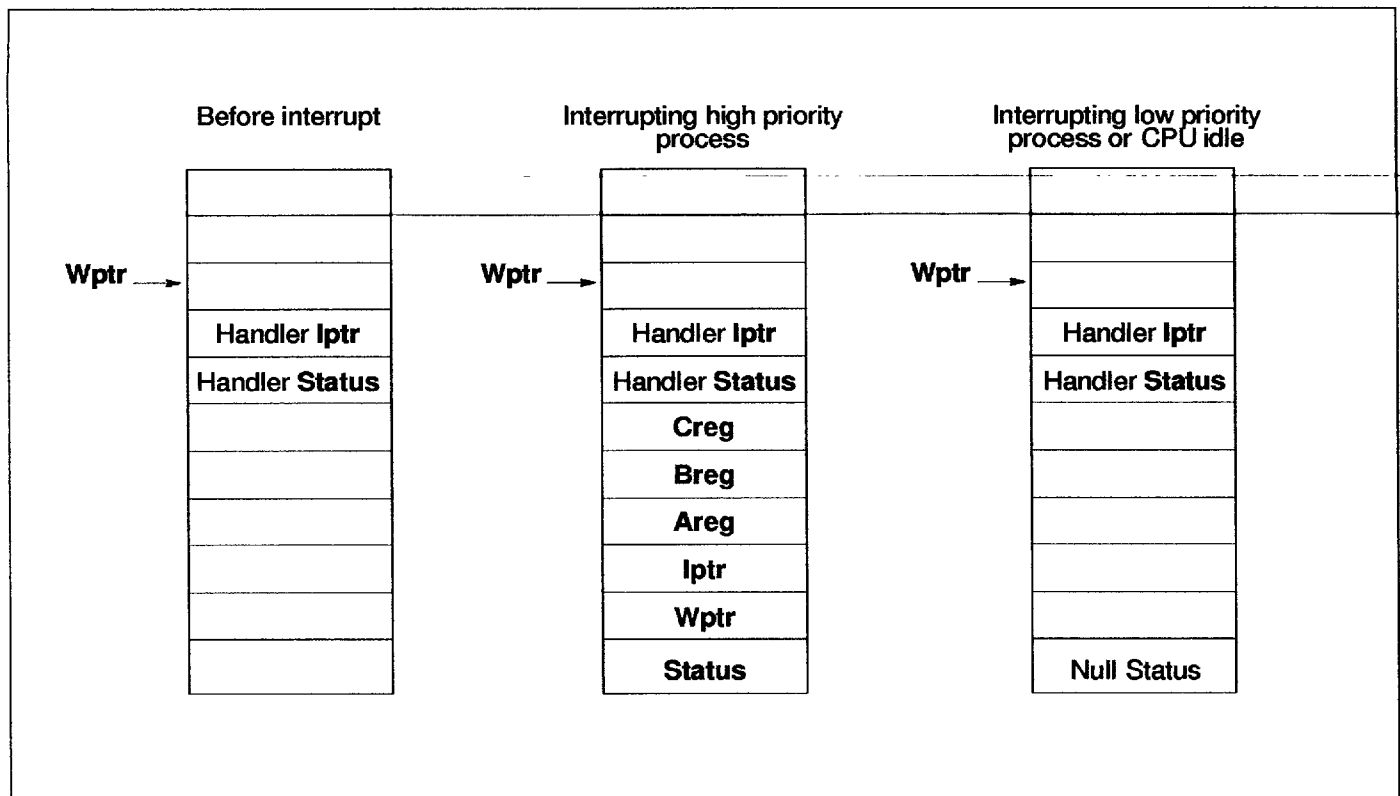 Before interrupt
Wptr
Handler Iptr
Handler Status
Interrupting high priority
process
Wptr
Handler Iptr
Handler Status
Creg
Breg
Areg
Iptr
Wptr
Status
Interrupting low priority
process or CPU idle
Wptr
Handler Iptr
Handler Status
Null Status